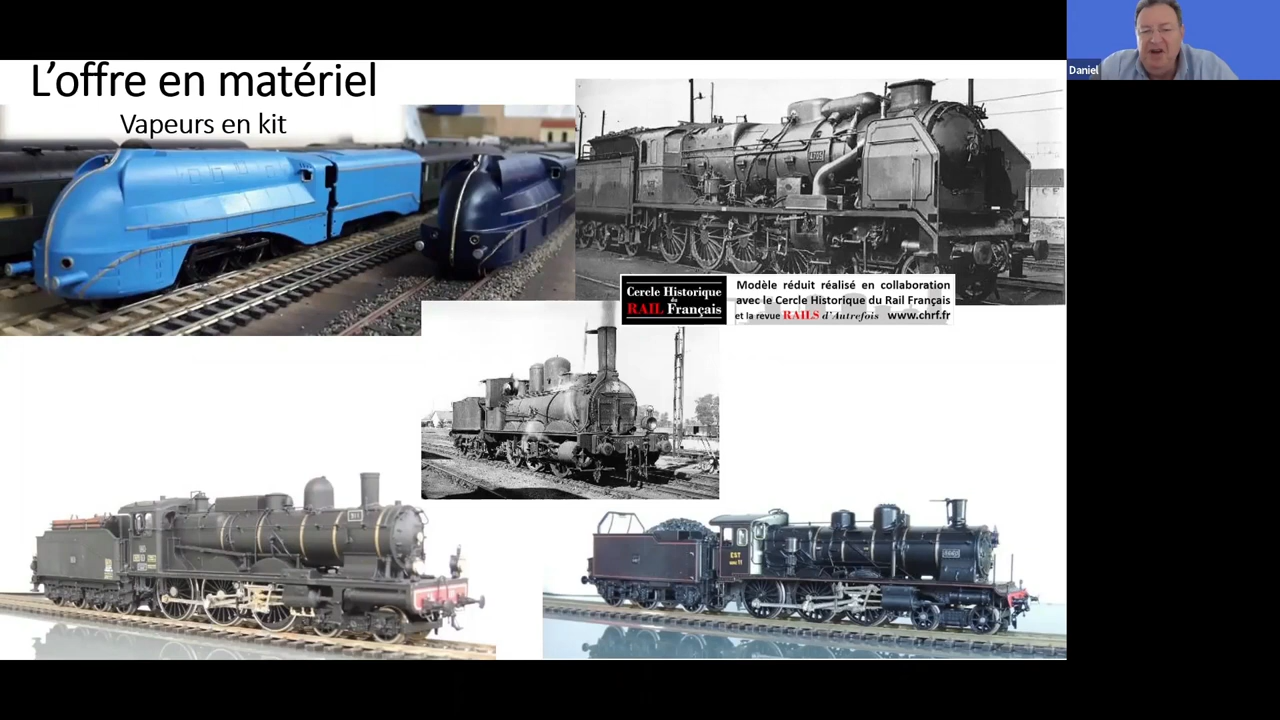 L'offre en matériel
Vapeurs en kit
Daniel
Cercle Historique
du
RAIL Français
Modèle réduit réalisé en collaboration
avec le Cercle Historique du Rail Français
et la revue RAILS d'Autrefois www.chrf.fr
EST